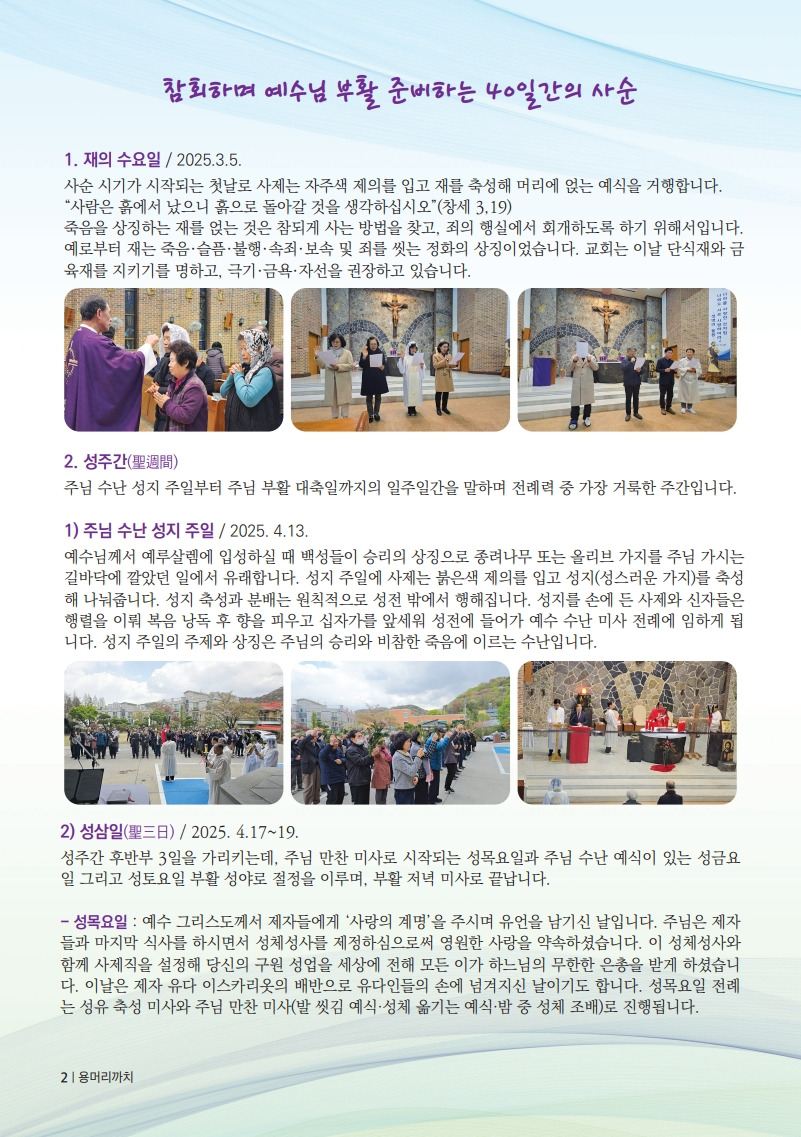 참회하며 예수님 부활 준비하는 40일간의 사순
1. 재의 수요일 / 2025.3.5.
사순 시기가 시작되는 첫날로 사제는 자주색 제의를 입고 재를 축성해 머리에 얹는 예식을 거행합니다.
“사람은 흙에서 났으니 흙으로 돌아갈 것을 생각하십시오”(창세 3,19)
죽음을 상징하는 재를 얹는 것은 참되게 사는 방법을 찾고, 죄의 행실에서 회개하도록 하기 위해서입니다.
예로부터 재는 죽음·슬픔·불행·속죄·보속 및 죄를 씻는 정화의 상징이었습니다. 교회는 이날 단식재와 금
육재를 지키기를 명하고, 극기·금욕·자선을 권장하고 있습니다.
2. 성주간(聖週間)
주님 수난 성지 주일부터 주님 부활 대축일까지의 일주일간을 말하며 전례력 중 가장 거룩한 주간입니다.
1) 주님 수난 성지 주일 / 2025. 4.13.
예수님께서 예루살렘에 입성하실 때 백성들이 승리의 상징으로 종려나무 또는 올리브 가지를 주님 가시는
길바닥에 깔았던 일에서 유래합니다. 성지 주일에 사제는 붉은색 제의를 입고 성지(성스러운 가지)를 축성
해 나눠줍니다. 성지 축성과 분배는 원칙적으로 성전 밖에서 행해집니다. 성지를 손에 든 사제와 신자들은
행렬을 이뤄 복음 낭독 후 향을 피우고 십자가를 앞세워 성전에 들어가 예수 수난 미사 전례에 임하게 됩
니다. 성지 주일의 주제와 상징은 주님의 승리와 비참한 죽음에 이르는 수난입니다.
2) 성삼일(聖三日) / 2025. 4.17~19.
성주간 후반부 3일을 가리키는데, 주님 만찬 미사로 시작되는 성목요일과 주님 수난 예식이 있는 성금요
일 그리고 성토요일 부활 성야로 절정을 이루며, 부활 저녁 미사로 끝납니다.
– 성목요일 : 예수 그리스도께서 제자들에게 ‘사랑의 계명’을 주시며 유언을 남기신 날입니다. 주님은 제자
들과 마지막 식사를 하시면서 성체성사를 제정하심으로써 영원한 사랑을 약속하셨습니다. 이 성체성사와
함께 사제직을 설정해 당신의 구원 성업을 세상에 전해 모든 이가 하느님의 무한한 은총을 받게 하셨습니
다. 이날은 제자 유다 이스카리옷의 배반으로 유다인들의 손에 넘겨지신 날이기도 합니다. 성목요일 전례
는 성유 축성 미사와 주님 만찬 미사(발 씻김 예식·성체 옮기는 예식·밤 중 성체 조배)로 진행됩니다.
2 | 용머리까치